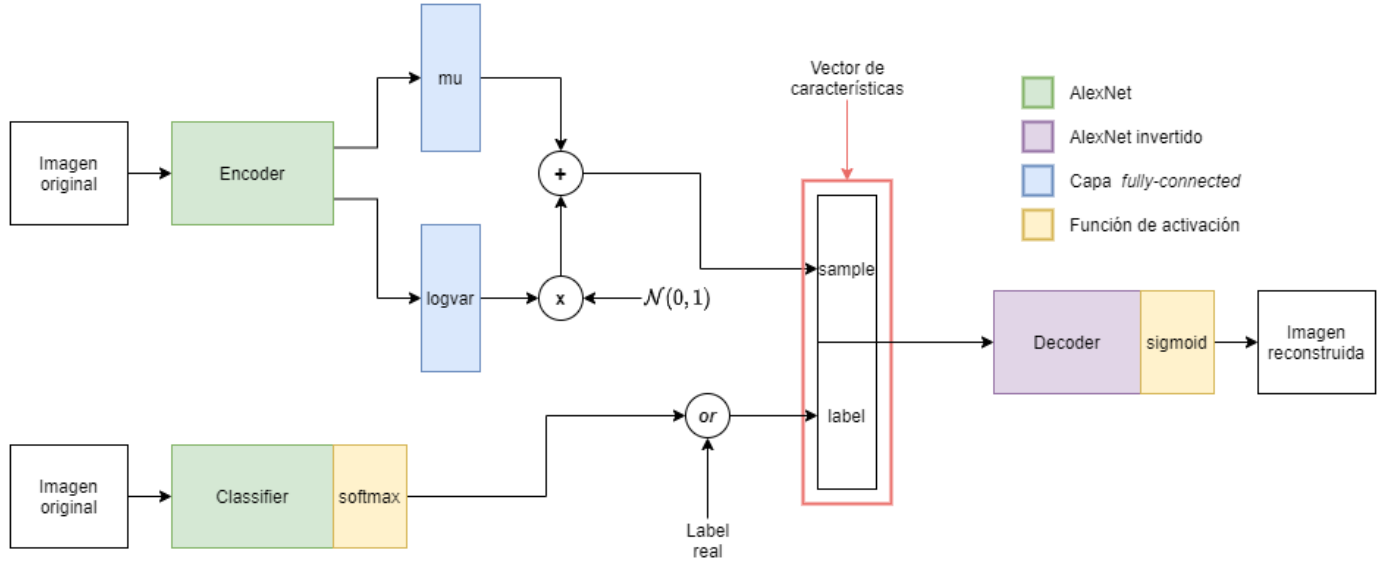 mu
Vector de
características
AlexNet
AlexNet invertido
Capa fully-connected
Función de activación
Imagen
original
Encoder
+
sample
logvar
x
𝒩(0,1)
Decoder
sigmoid
Imagen
reconstruida
or
label
Imagen
original
Classifier
softmax
Label
real